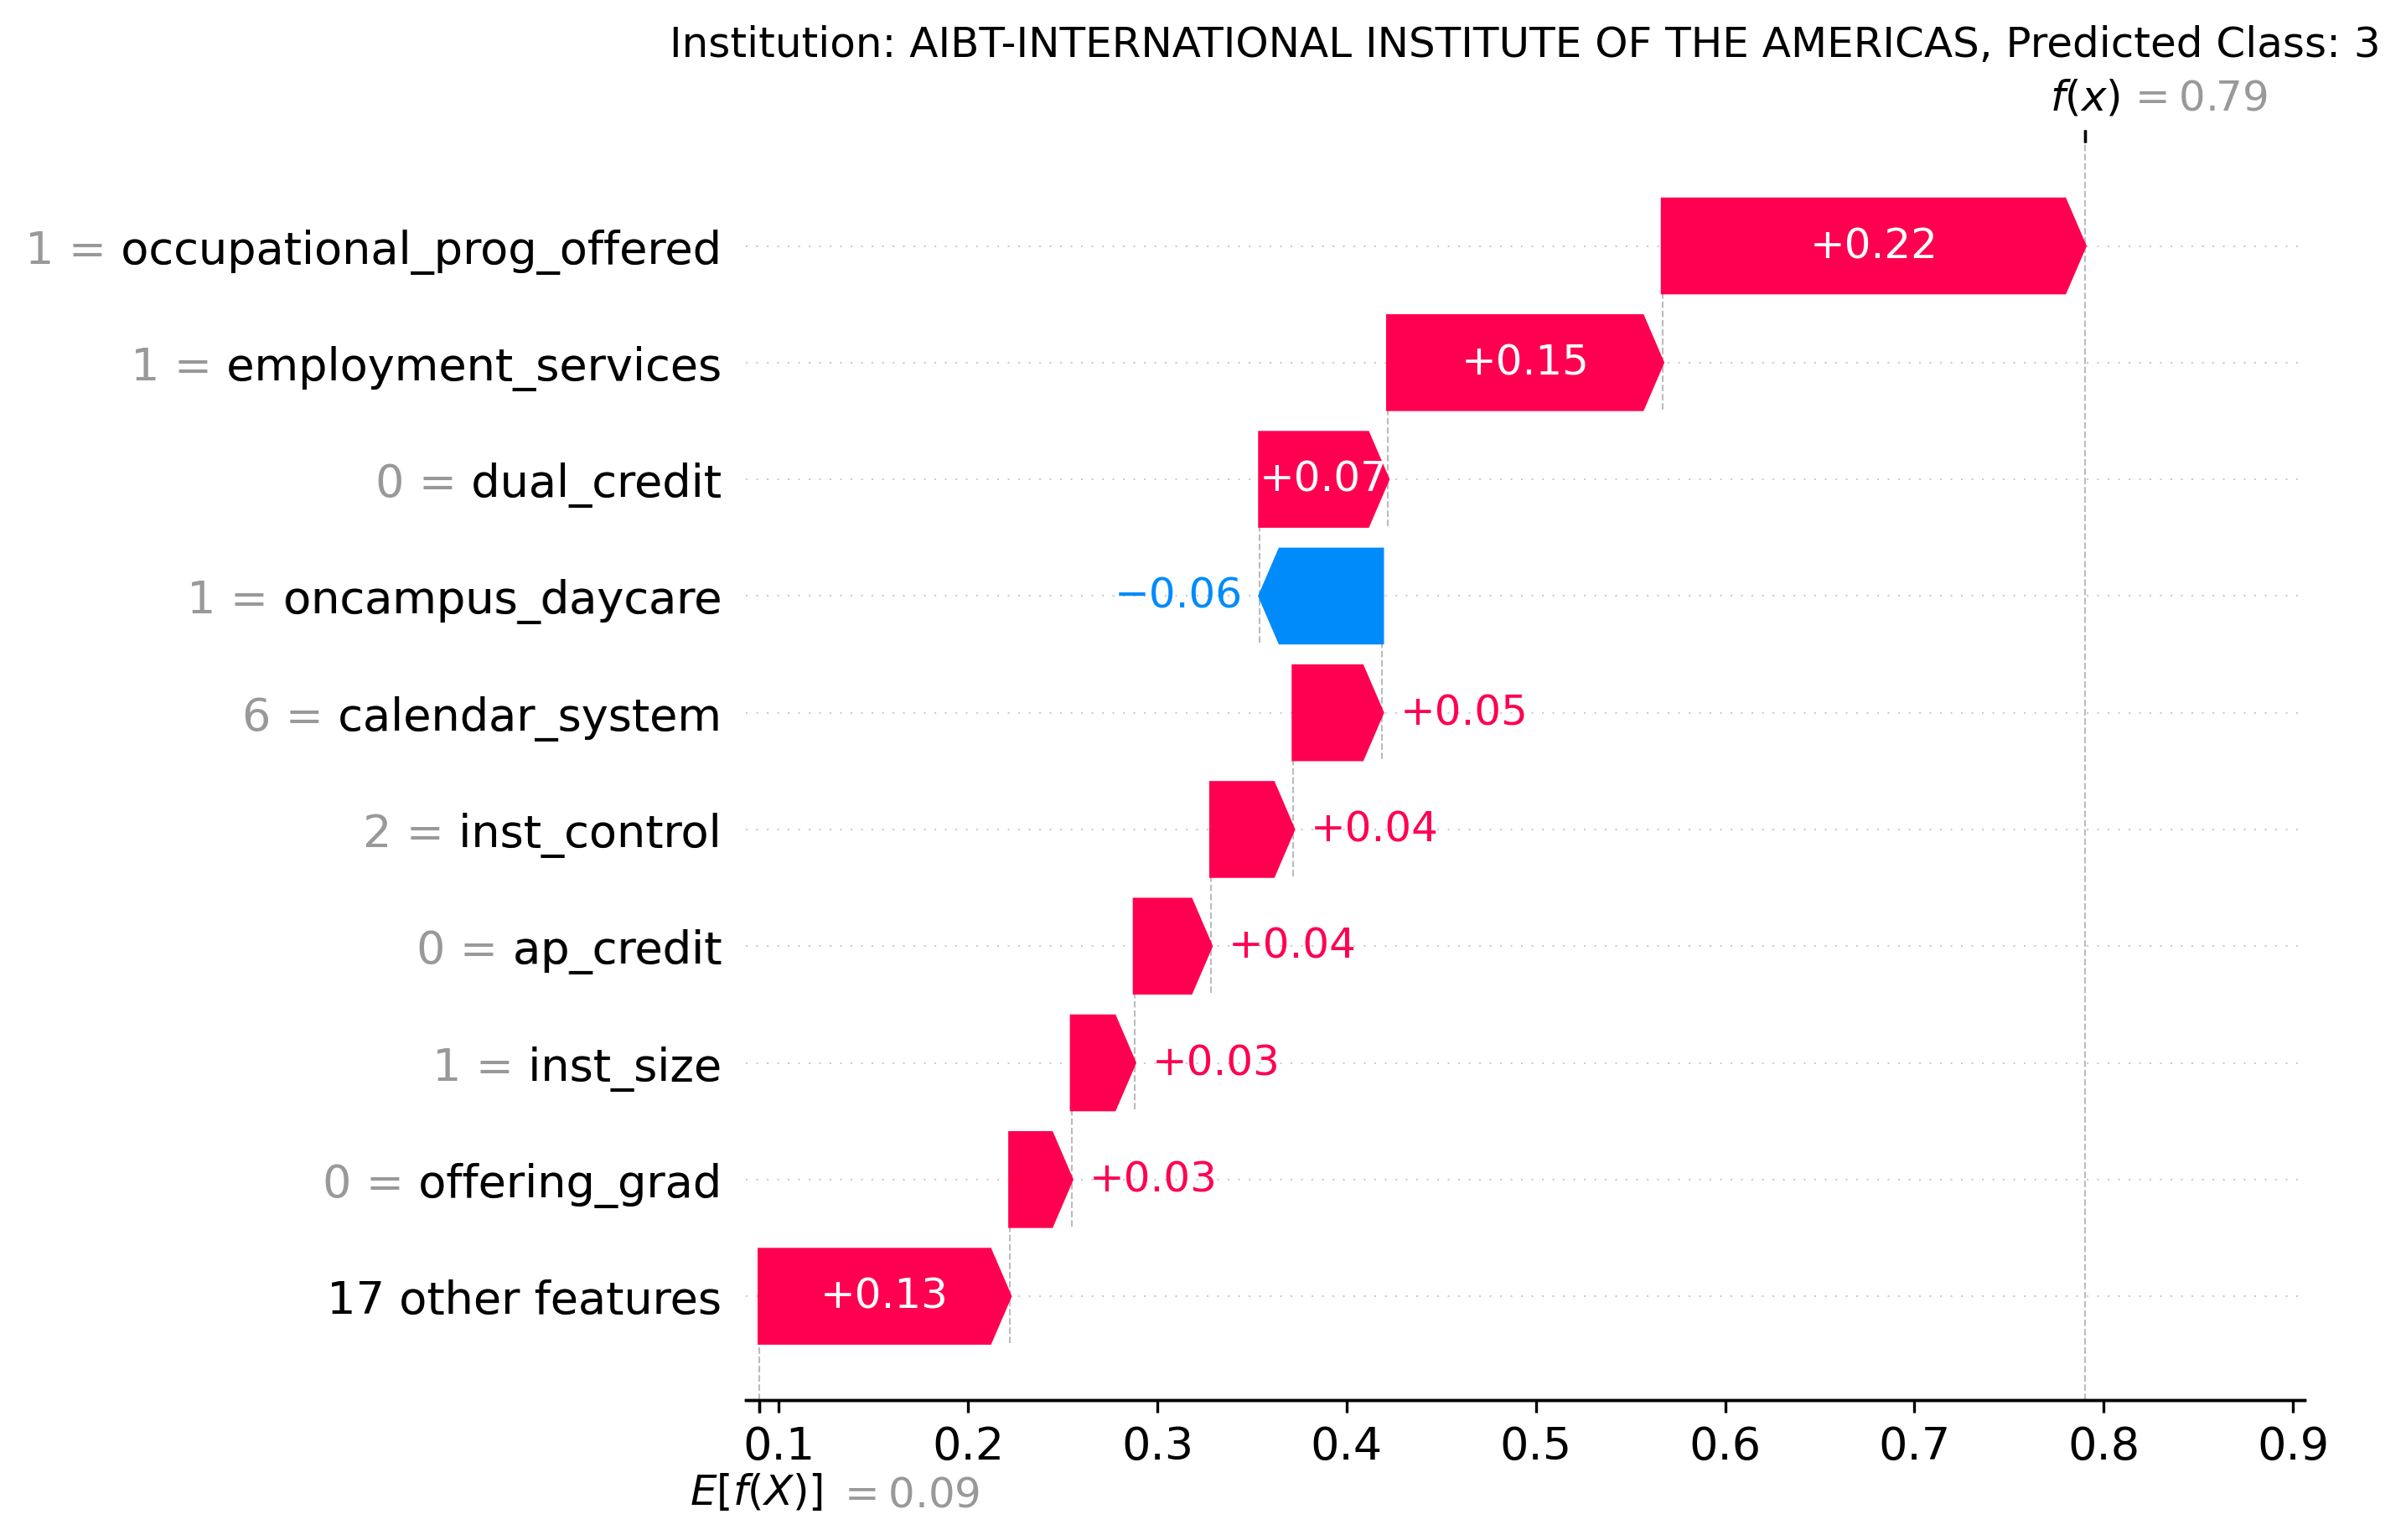 Institution: AIBT-INTERNATIONAL INSTITUTE OF THE AMERICAS, Predicted Class: 3
f(x) = 0.79
1 = occupational_prog_offered +0.22
1 = employment_services +0.15
0 = dual_credit +0.07
1 = oncampus_daycare −0.06
6 = calendar_system +0.05
2 = inst_control +0.04
0 = ap_credit +0.04
1 = inst_size +0.03
0 = offering_grad +0.03
17 other features +0.13
0.1 0.2 0.3 0.4 0.5 0.6 0.7 0.8 0.9
E[f(X)] = 0.09